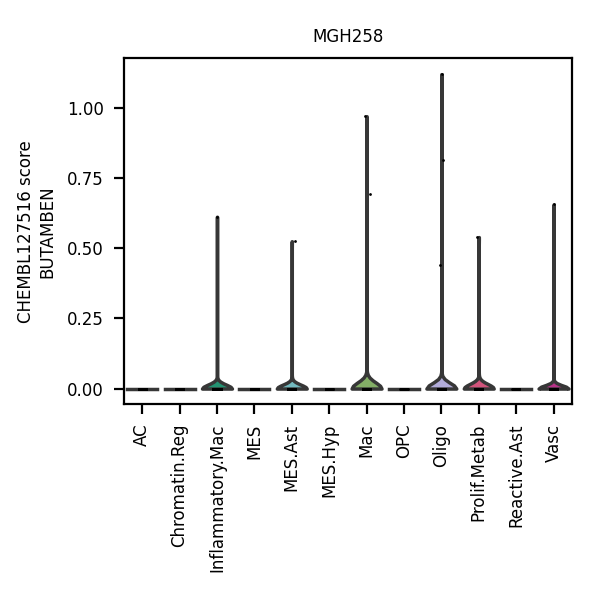 MGH258
CHEMBL127516 score
BUTAMBEN
1.00
0.75
0.50
0.25
0.00
AC
Chromatin.Reg
Inflammatory.Mac
MES
MES.Ast
MES.Hyp
Mac
OPC
Oligo
Prolif.Metab
Reactive.Ast
Vasc